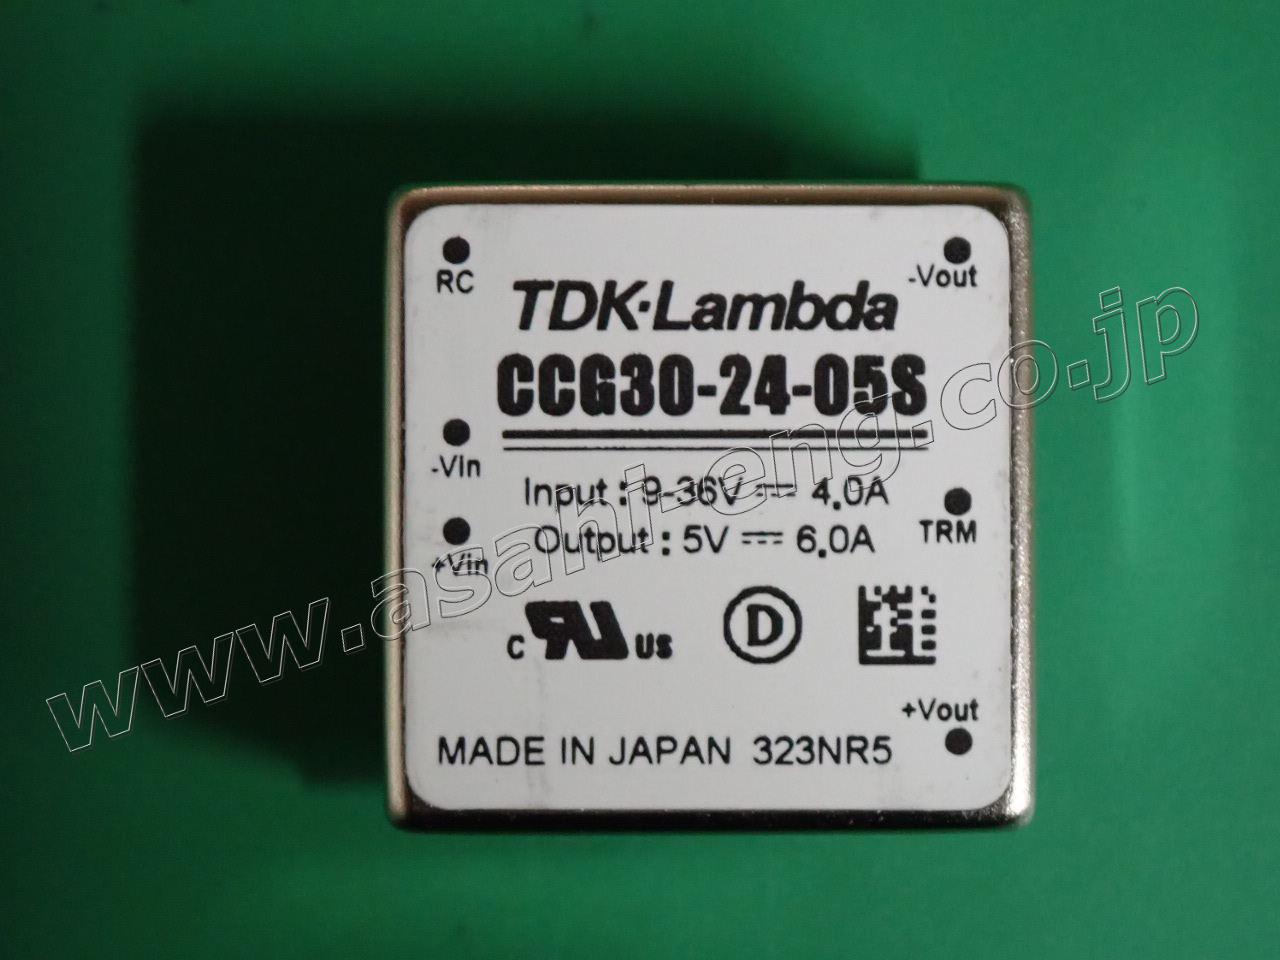 RC
-Vout
TDK·Lambda
CCG30-24-05S
-Vin
Input : 9-36V ⎓ 4.0A
+Vin
Output : 5V ⎓ 6.0A
TRM
C UR US
D
+Vout
MADE IN JAPAN 323NR5
www.asahi-eng.co.jp